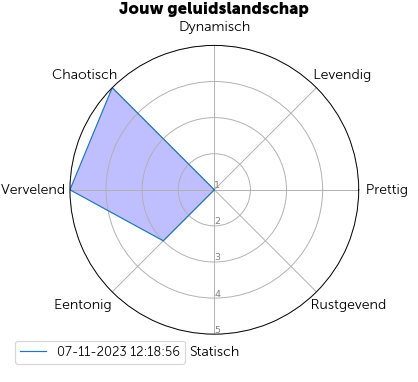 Jouw geluidslandschap
Dynamisch
Chaotisch
Levendig
Vervelend
1
Prettig
2
3
4
Eentonig
Rustgevend
5
07-11-2023 12:18:56
Statisch